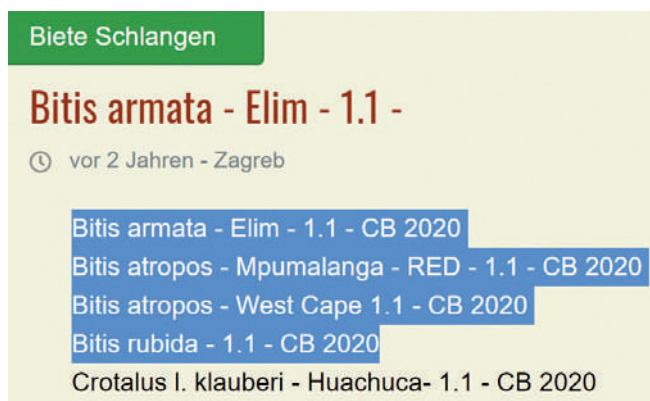 Biete Schlangen
Bitis armata - Elim - 1.1 -
vor 2 Jahren - Zagreb
Bitis armata - Elim - 1.1 - CB 2020
Bitis atropos - Mpumalanga - RED - 1.1 - CB 2020
Bitis atropos - West Cape 1.1 - CB 2020
Bitis rubida - 1.1 - CB 2020
Crotalus l. klauberi - Huachuca- 1.1 - CB 2020